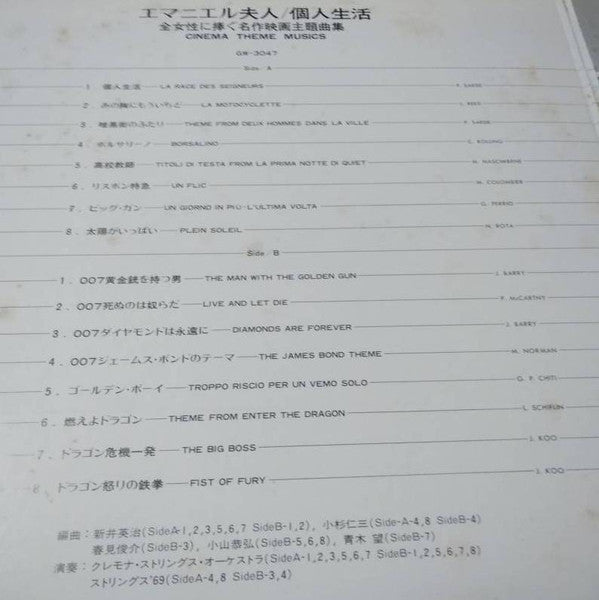 エマニエル夫人/個人生活
全女性に捧ぐ名作映画主題曲集
CINEMA THEME MUSICS
GW-3047
Side A
1 個人生活 — LA RACE DES SEIGNEURS — P. SARDE
2. あの胸にもういちど — LA MOTOCYCLETTE — L. REED
3. 暗黒街のふたり — THEME FROM DEUX HOMMES DANS LA VILLE — P. SARDE
4. ボルサリーノ — BORSALINO — C. BOLLING
5. 高校教師 — TITOLI DI TESTA FROM LA PRIMA NOTTE DI QUIET — M. NASCIMBENE
6. リスボン特急 — UN FLIC — M. COLOMBIER
7. ビッグ・ガン — UN GIORNO IN PIU-L'ULTIMA VOLTA — G. FERRIO
8. 太陽がいっぱい — PLEIN SOLEIL — N. ROTA
Side/B
1. 007黄金銃を持つ男 — THE MAN WITH THE GOLDEN GUN — J. BARRY
2. 007死ぬのは奴らだ — LIVE AND LET DIE — P. McCARTNY
3. 007ダイヤモンドは永遠に — DIAMONDS ARE FOREVER — J. BARRY
4. 007ジェームス・ボンドのテーマ — THE JAMES BOND THEME — M. NORMAN
5. ゴールデン・ボーイ — TROPPO RISCIO PER UN VEMO SOLO — G. P. CHITI
6. 燃えよドラゴン — THEME FROM ENTER THE DRAGON — L. SCHIFLIN
7. ドラゴン危機一発 — THE BIG BOSS — J. KOO
8 ドラゴン怒りの鉄拳 — FIST OF FURY — J. KOO
編曲:新井英治(SideA-1,2,3,5,6,7 SideB-1,2), 小杉仁三(Side-A-4,8 SideB-4)
春見俊介(SideB-3), 小山恭弘(SideB-5,6,8), 青木 望(SideB-7)
演奏:クレモナ・ストリングス・オーケストラ(SideA-1,2,3,5,6,7 SideB-1,2,5,6,7,8)
ストリングス'69(SideA-4,8 SideB-3,4)